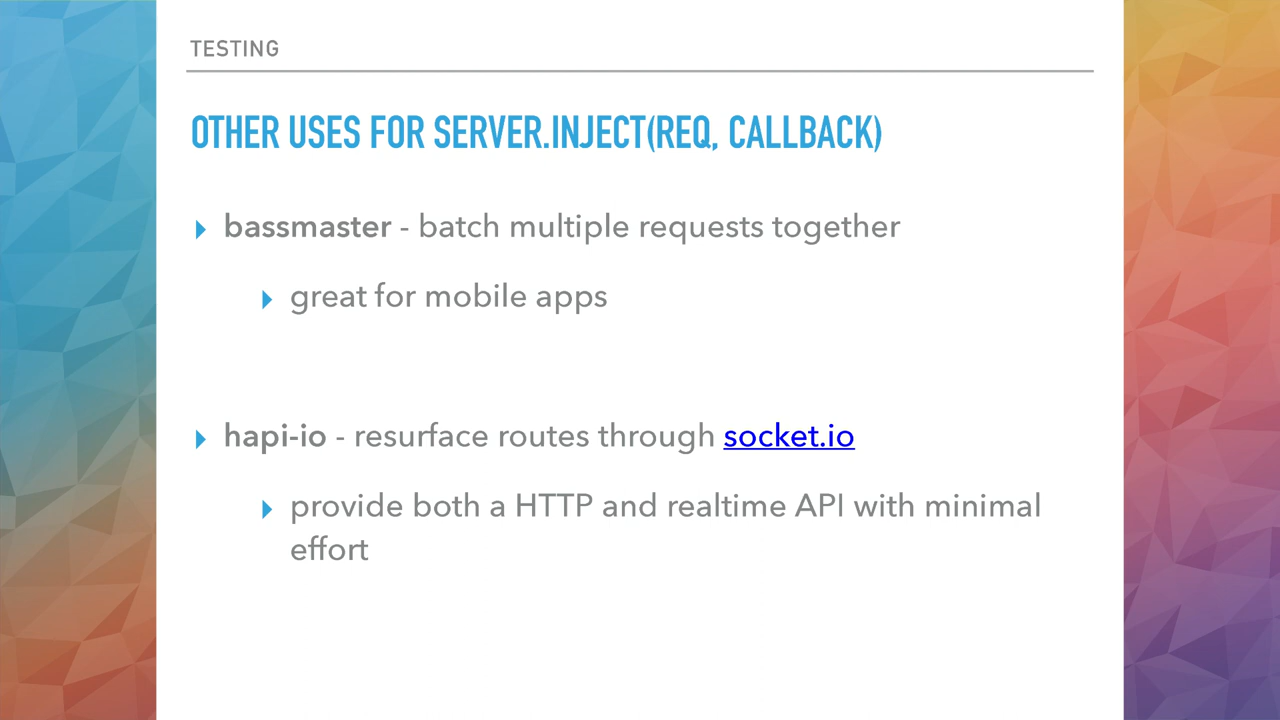 TESTING
OTHER USES FOR SERVER.INJECT(REQ, CALLBACK)
bassmaster - batch multiple requests together
great for mobile apps
hapi-io - resurface routes through socket.io
provide both a HTTP and realtime API with minimal
effort